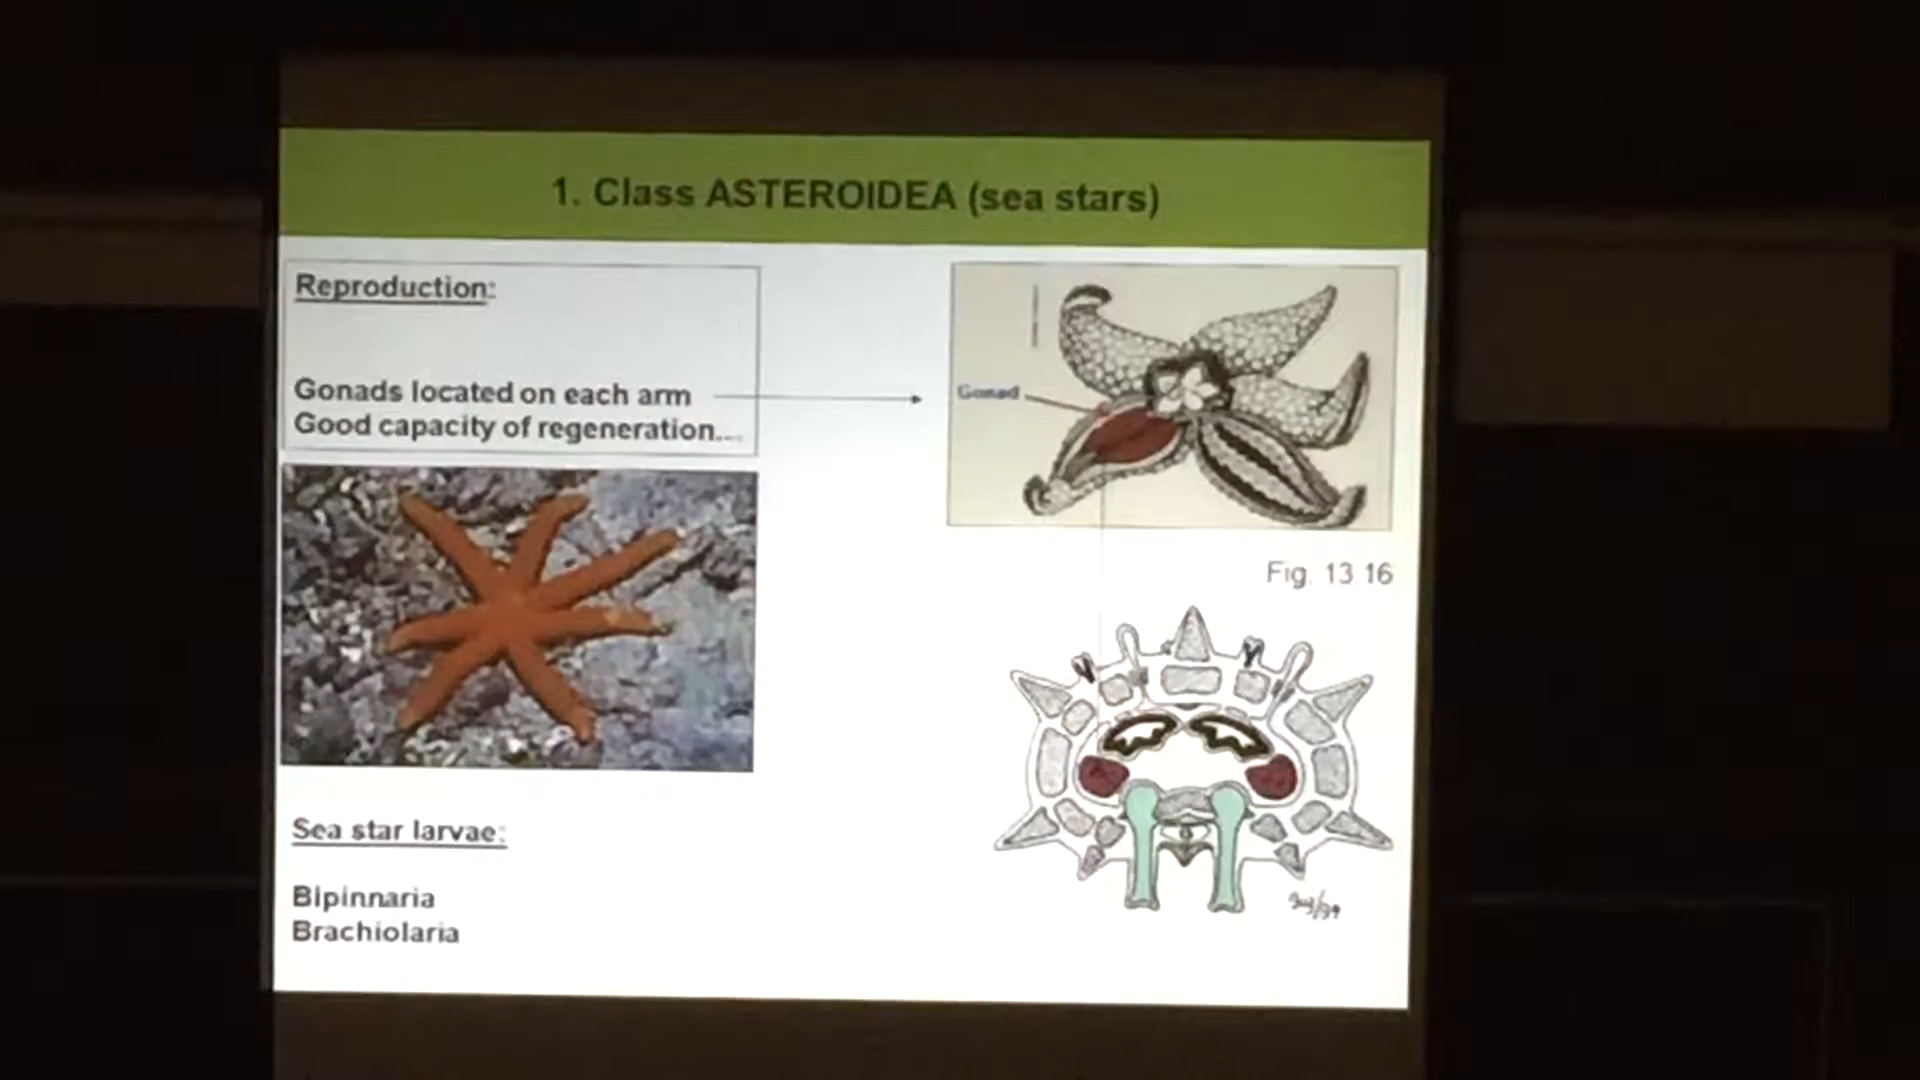 1. Class ASTEROIDEA (sea stars)
Reproduction:
Gonads located on each arm
Good capacity of regeneration...
Gonad
Fig. 13 16
Sea star larvae:
Bipinnaria
Brachiolaria